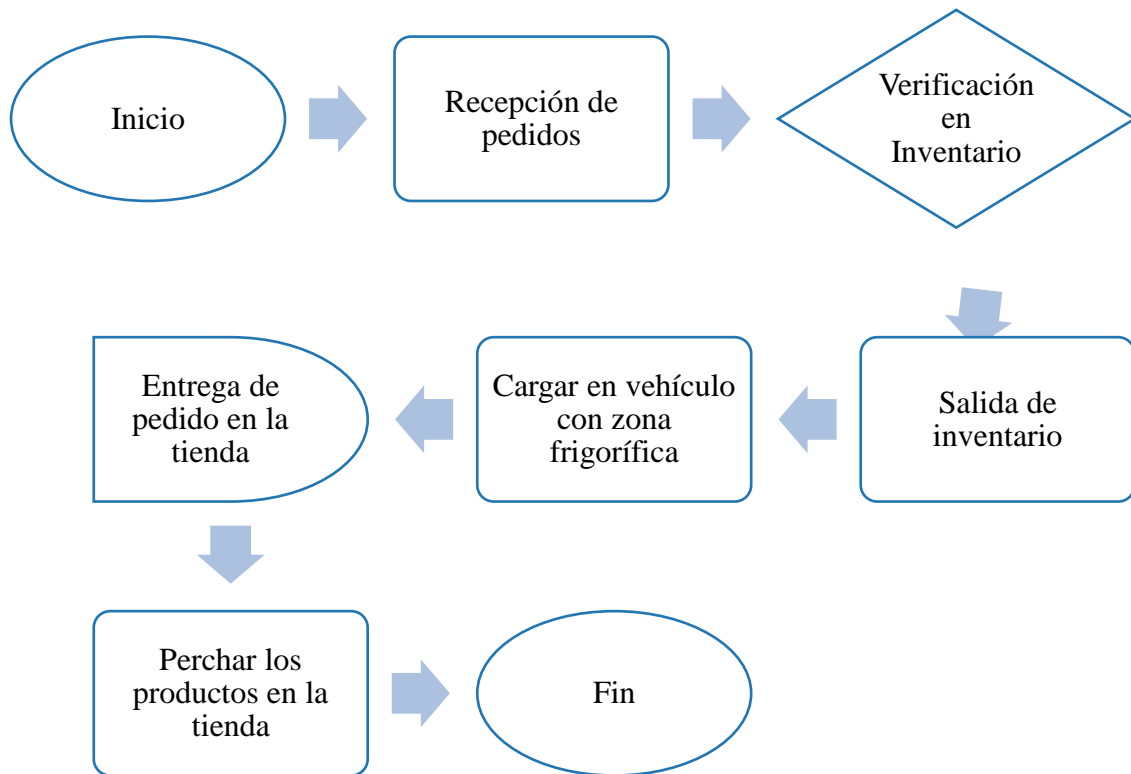 Inicio
Recepción de
pedidos
Verificación
en
Inventario
Salida de
inventario
Cargar en vehículo
con zona
frigorífica
Entrega de
pedido en la
tienda
Perchar los
productos en la
tienda
Fin